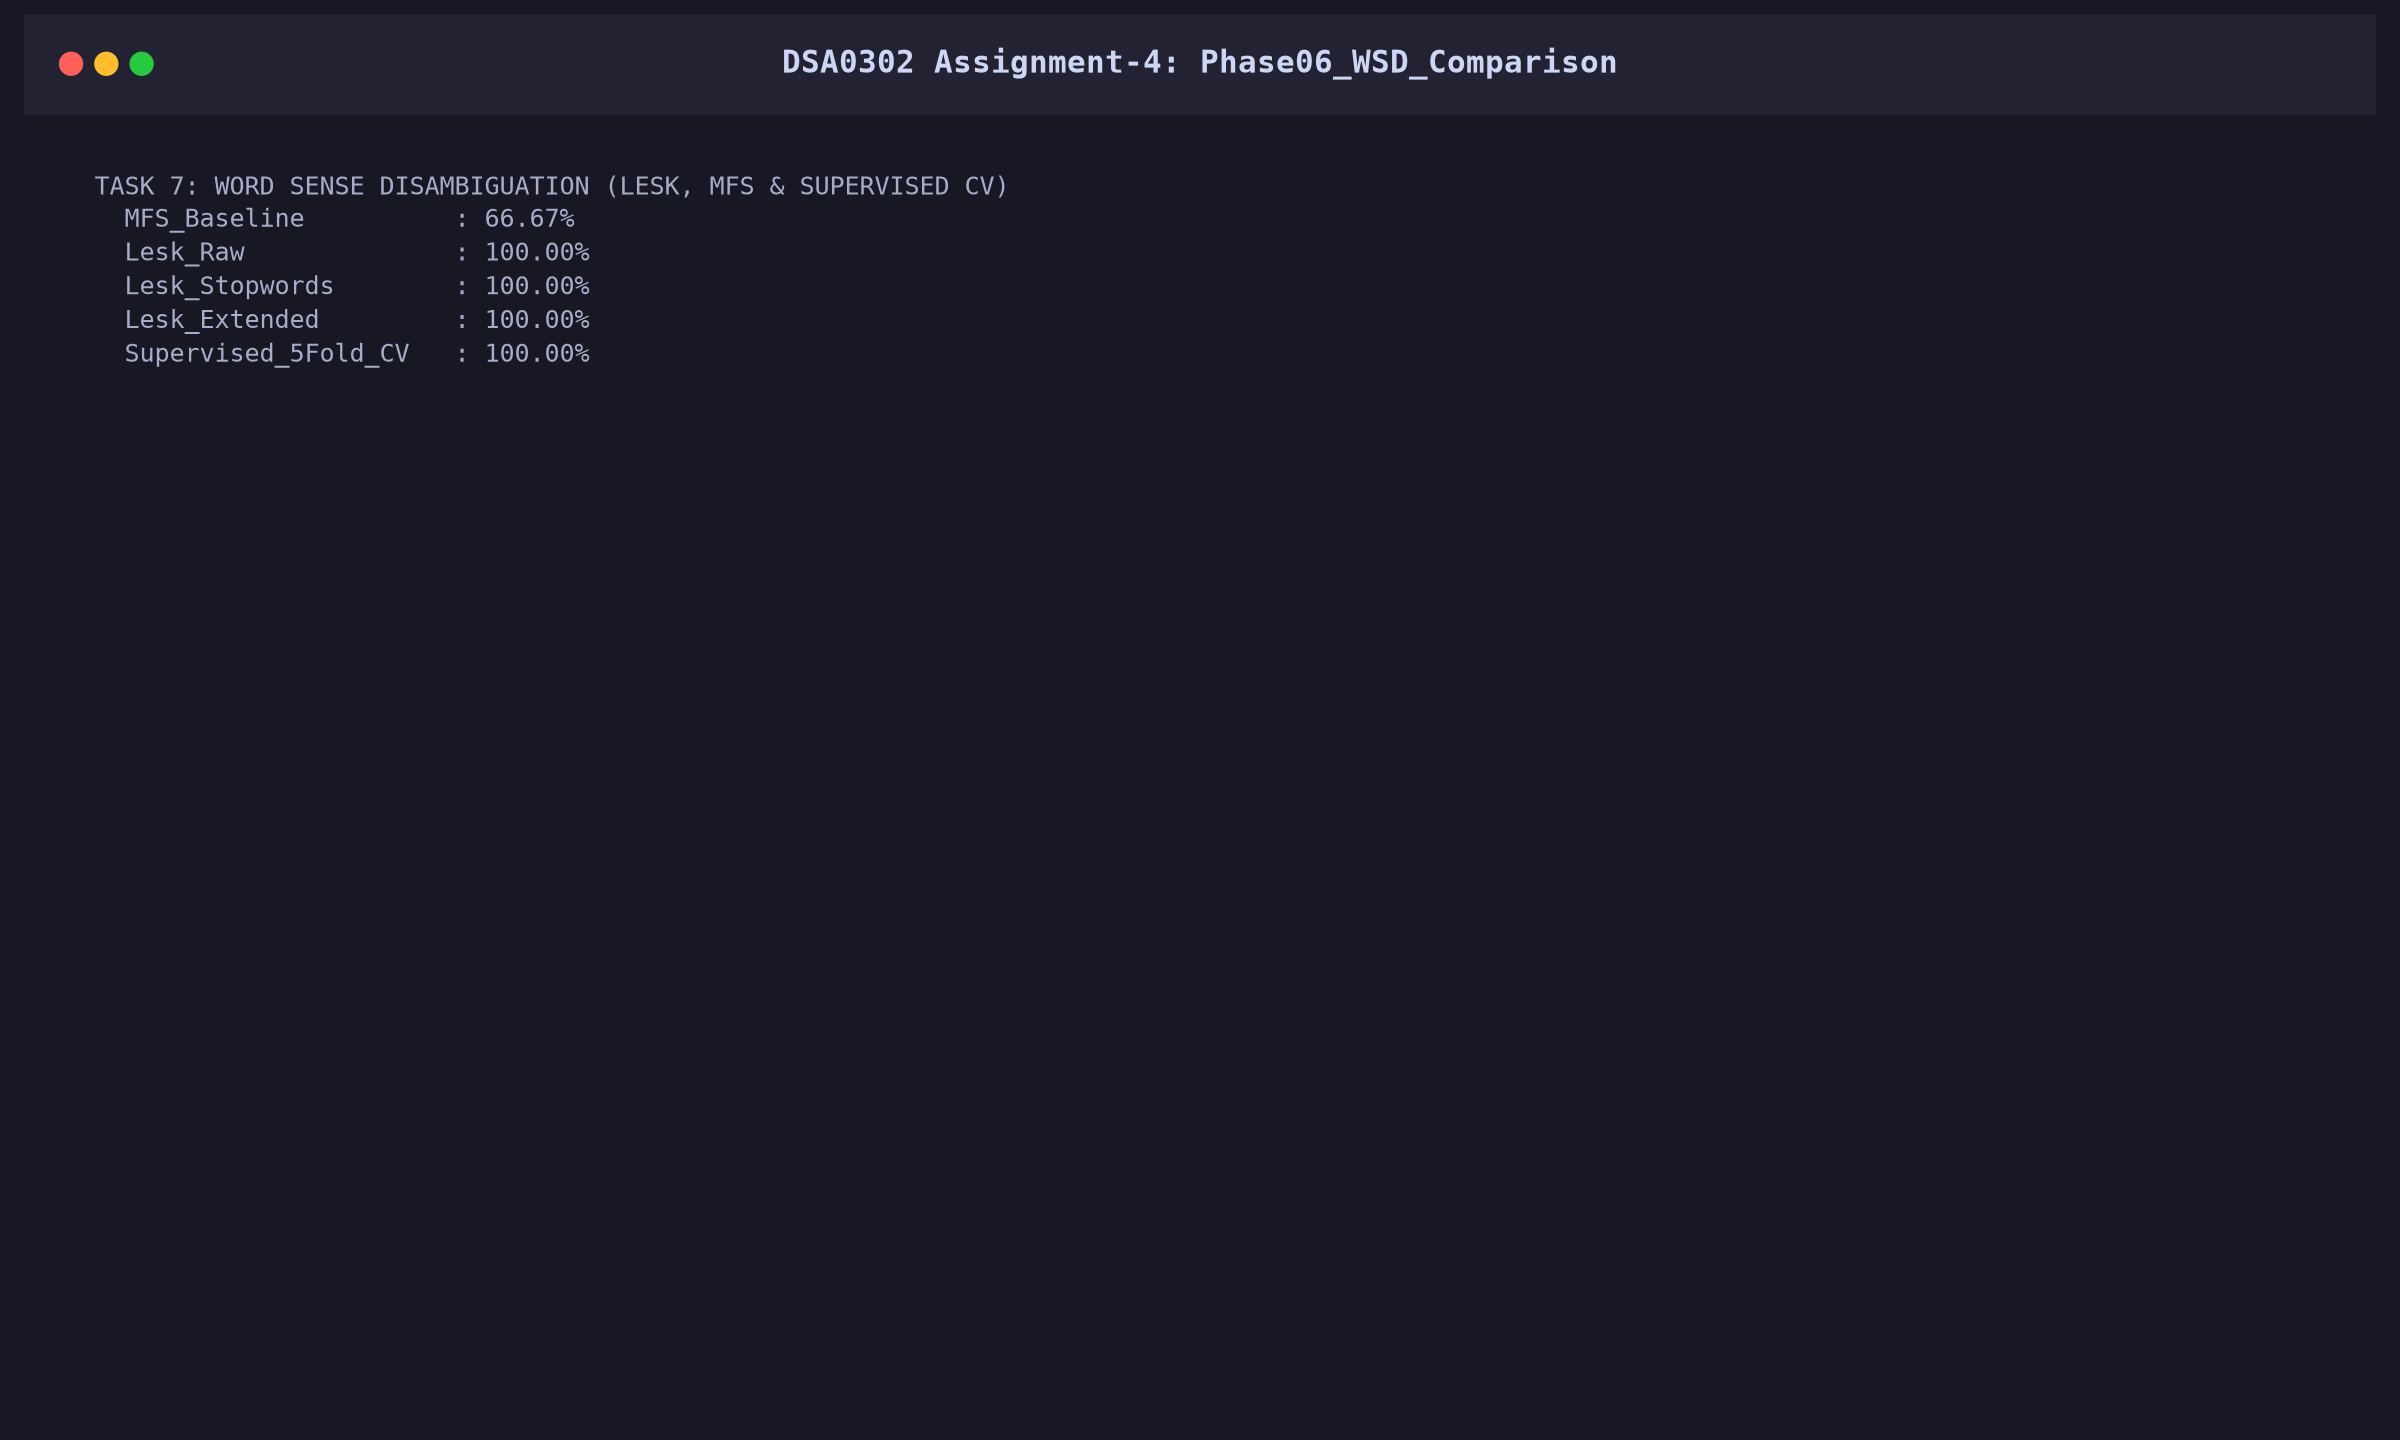 DSA0302 Assignment-4: Phase06_WSD_Comparison
TASK 7: WORD SENSE DISAMBIGUATION (LESK, MFS & SUPERVISED CV)
  MFS_Baseline          : 66.67%
  Lesk_Raw              : 100.00%
  Lesk_Stopwords        : 100.00%
  Lesk_Extended         : 100.00%
  Supervised_5Fold_CV   : 100.00%